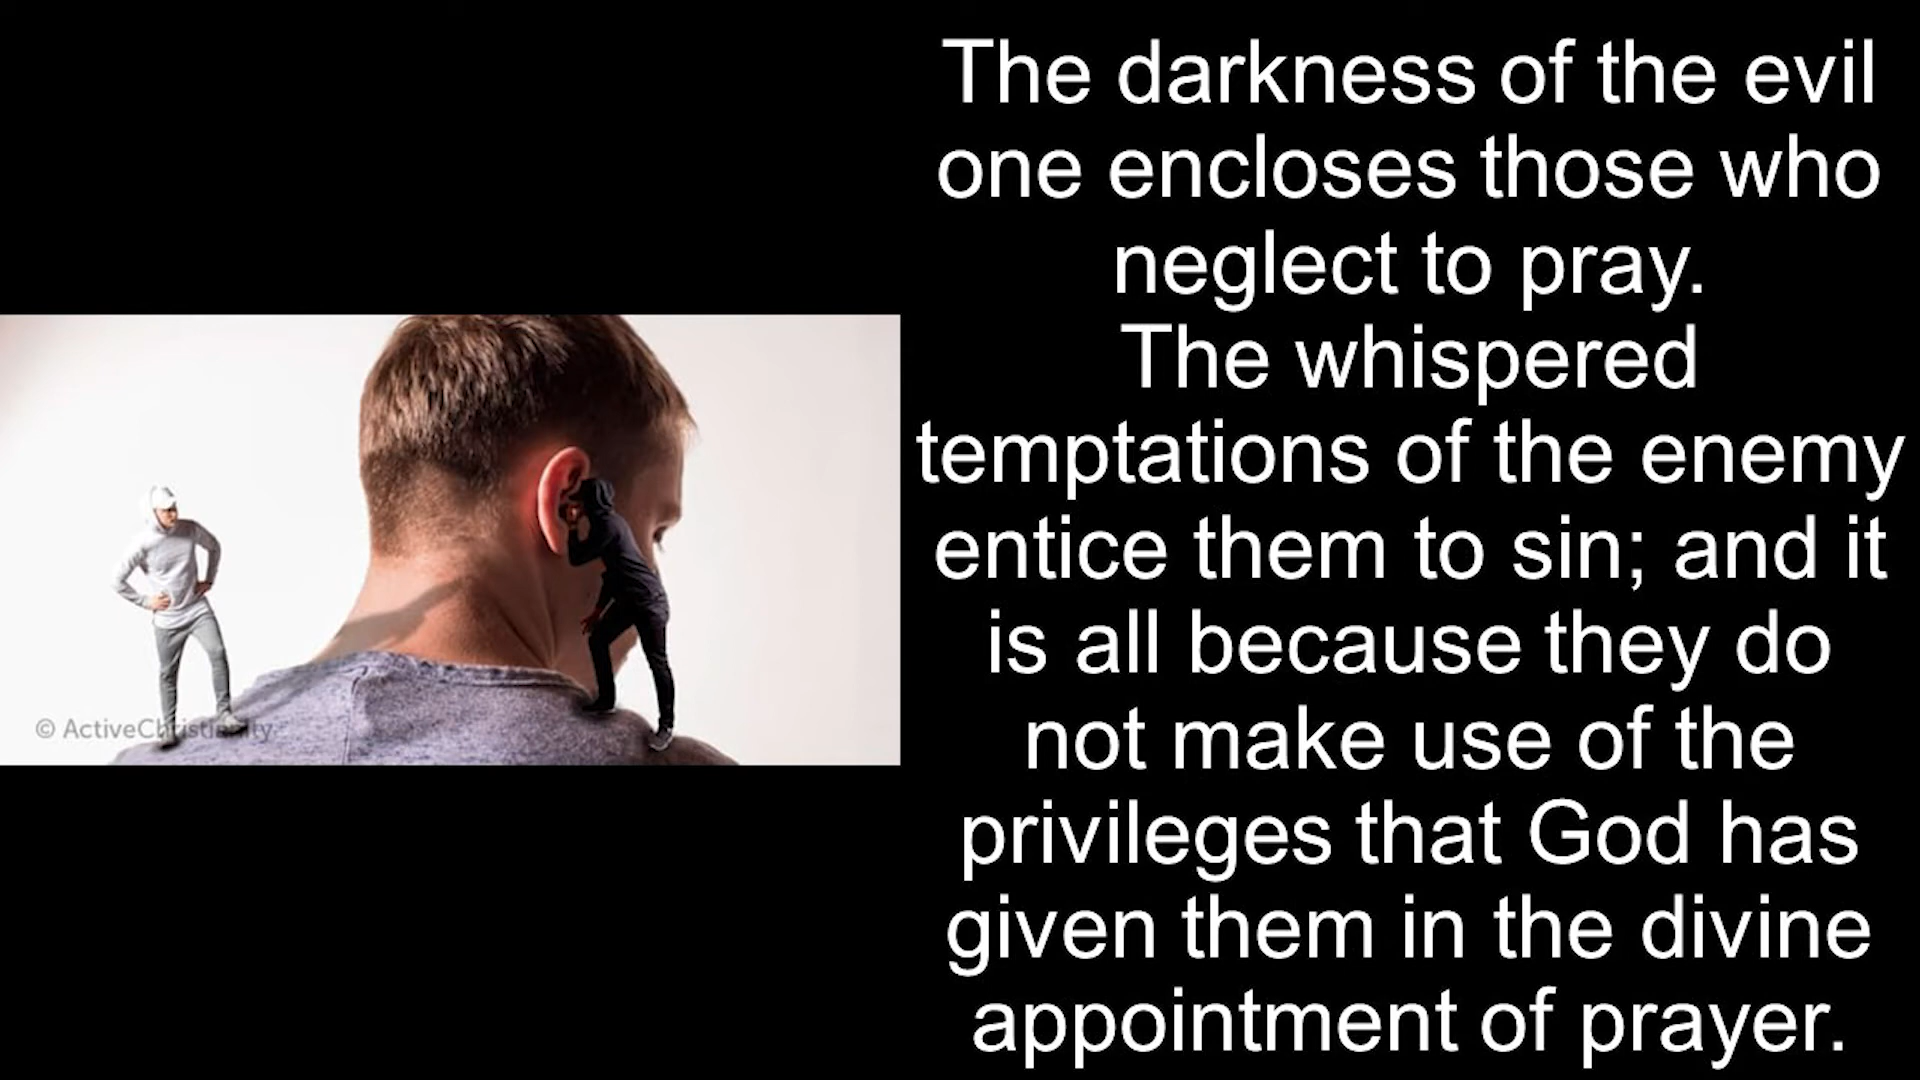 The darkness of the evil
one encloses those who
neglect to pray.
The whispered
temptations of the enemy
entice them to sin; and it
is all because they do
not make use of the
privileges that God has
given them in the divine
appointment of prayer.
© ActiveChristianity